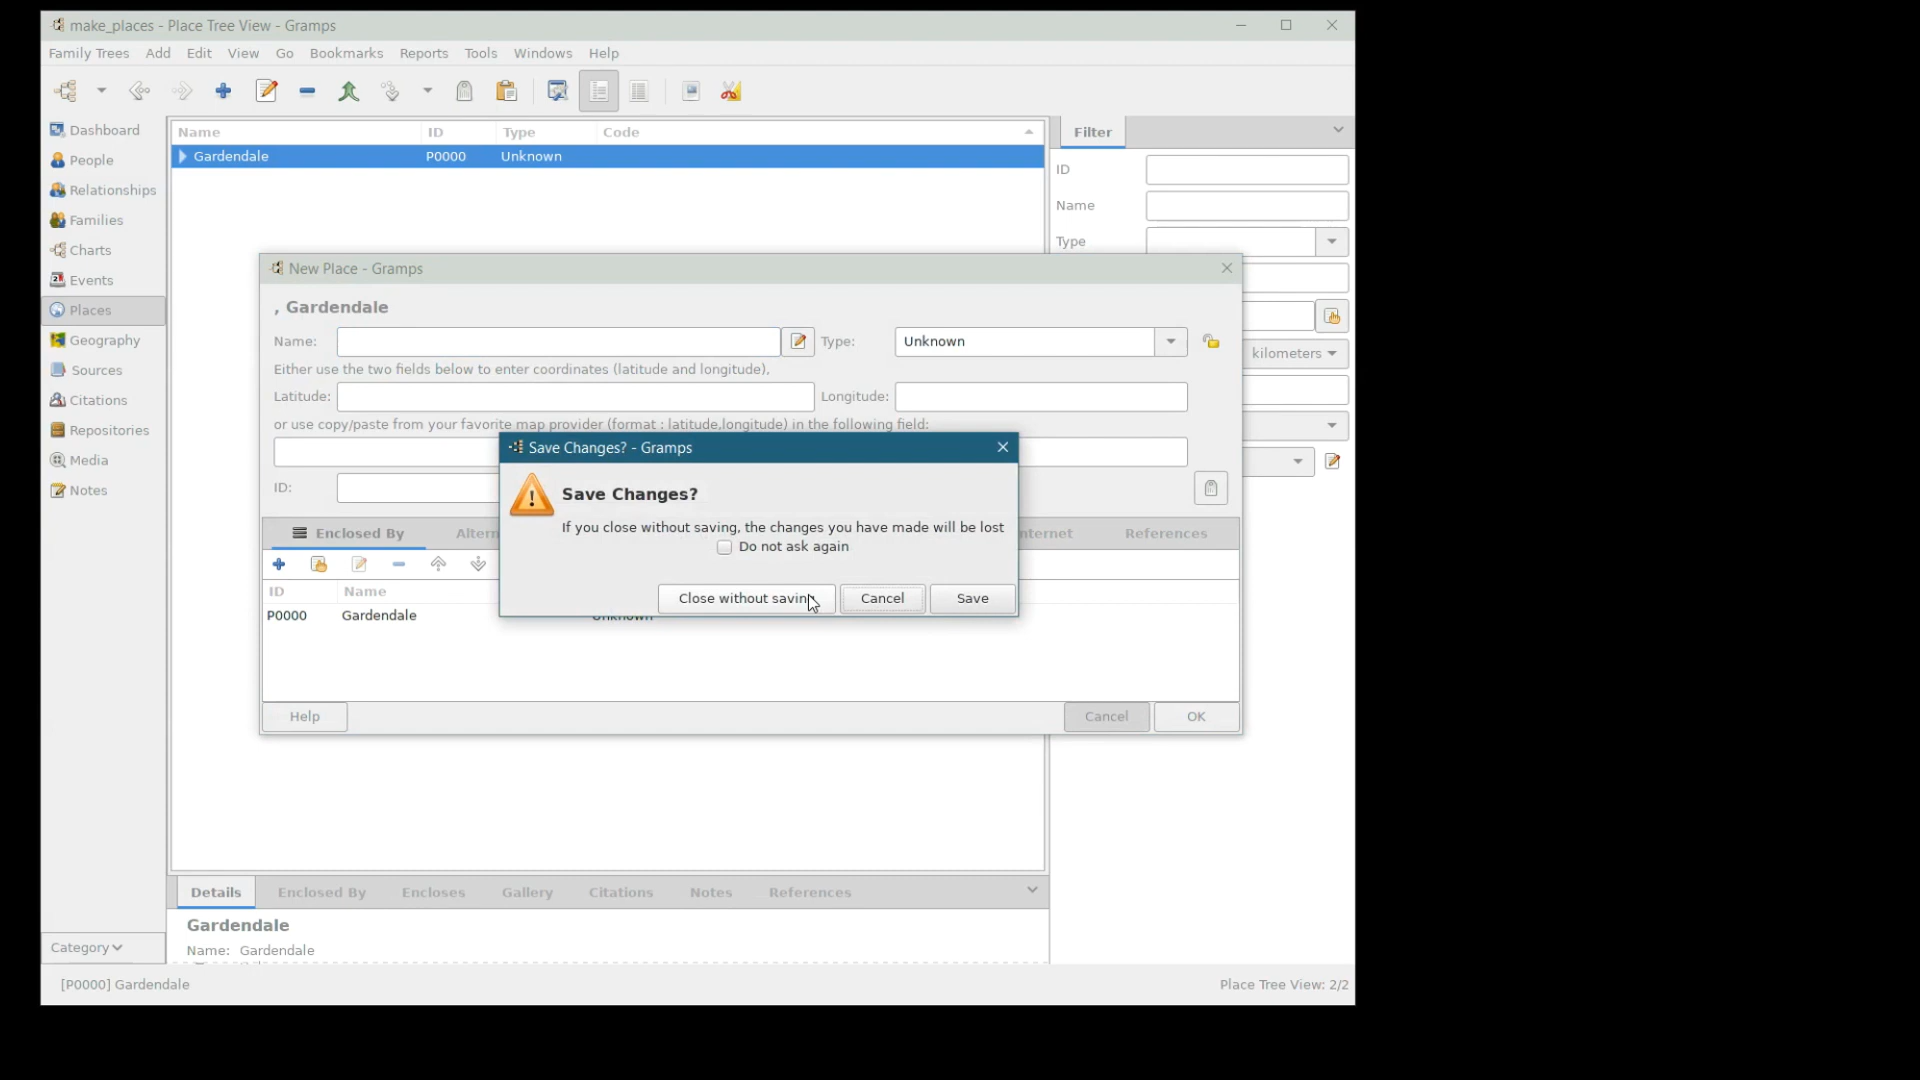 make_places - Place Tree View - Gramps
Family Trees Add Edit View Go Bookmarks Reports Tools Windows Help
Name ID Type Code
Gardendale P0000 Unknown
Filter
ID
Name
Type
kilometers
Dashboard
People
Relationships
Families
Charts
Events
Places
Geography
Sources
Citations
Repositories
Media
Notes
New Place - Gramps
, Gardendale
Name: Type: Unknown
Either use the two fields below to enter coordinates (latitude and longitude),
Latitude: Longitude:
or use copy/paste from your favorite map provider (format : latitude,longitude) in the following field:
ID:
Enclosed By References
ID Name
P0000 Gardendale Unknown
Help Cancel OK
Save Changes? - Gramps
Save Changes?
If you close without saving, the changes you have made will be lost
Do not ask again
Close without saving Cancel Save
Details Enclosed By Encloses Gallery Citations Notes References
Gardendale
Name: Gardendale
Category
[P0000] Gardendale Place Tree View: 2/2